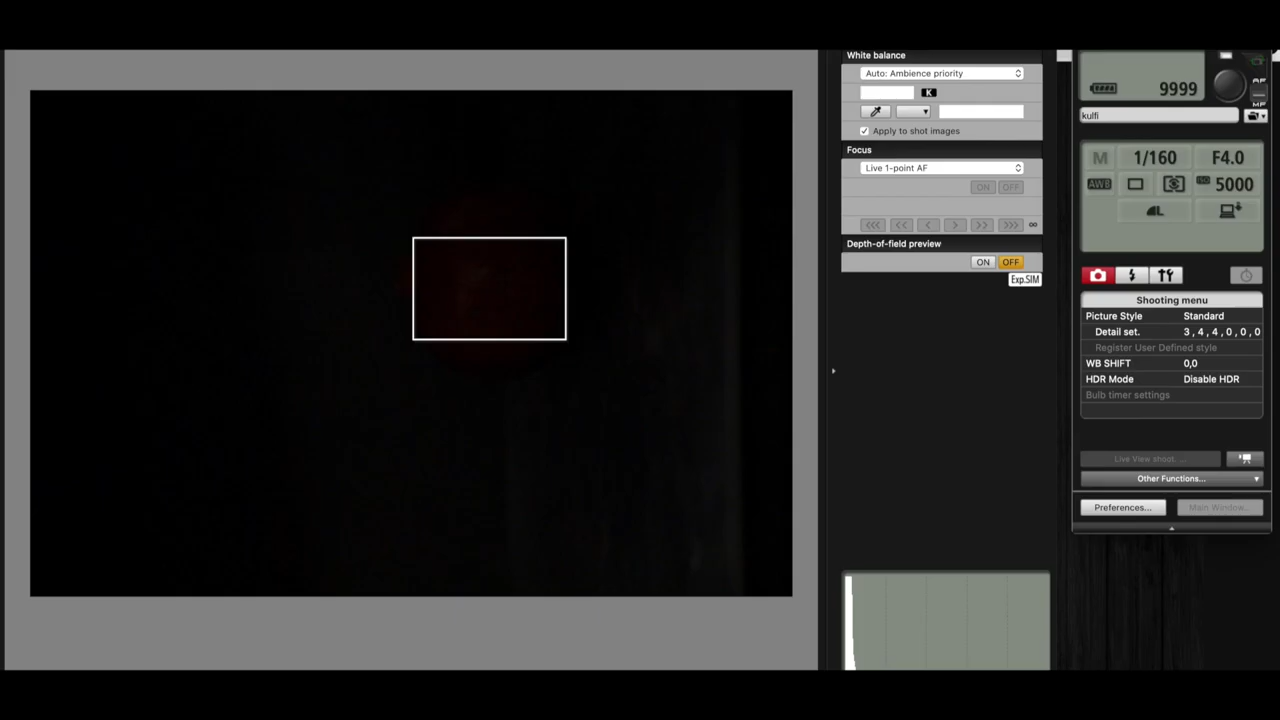 White balance
Auto: Ambience priority
K
Apply to shot images
Focus
Live 1-point AF
ON OFF
<<< << < > >> >>> ∞
Depth-of-field preview
ON OFF
Exp.SIM
9999
AF
MF
kulfi
M 1/160 F4.0
AWB ISO 5000
L
Shooting menu
Picture Style Standard
Detail set. 3 , 4 , 4 , 0 , 0 , 0
Register User Defined style
WB SHIFT 0,0
HDR Mode Disable HDR
Bulb timer settings
Live View shoot. ...
Other Functions...
Preferences... Main Window..